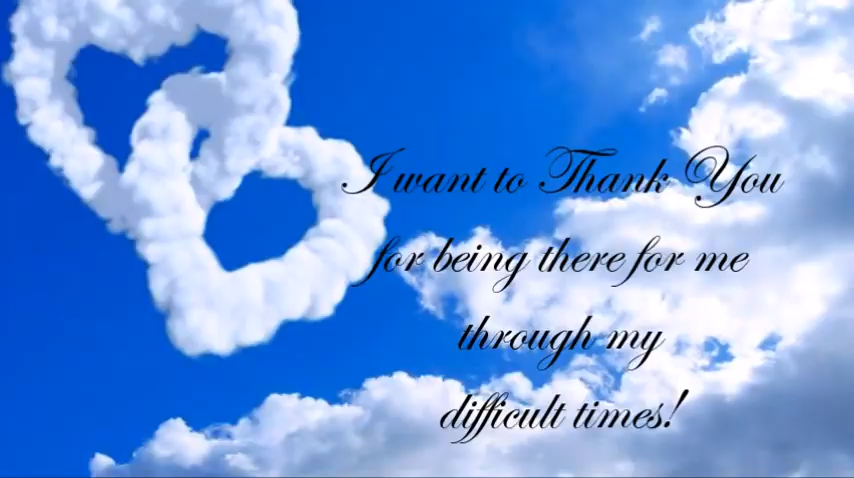 I want to Thank You
for being there for me
through my
difficult times!